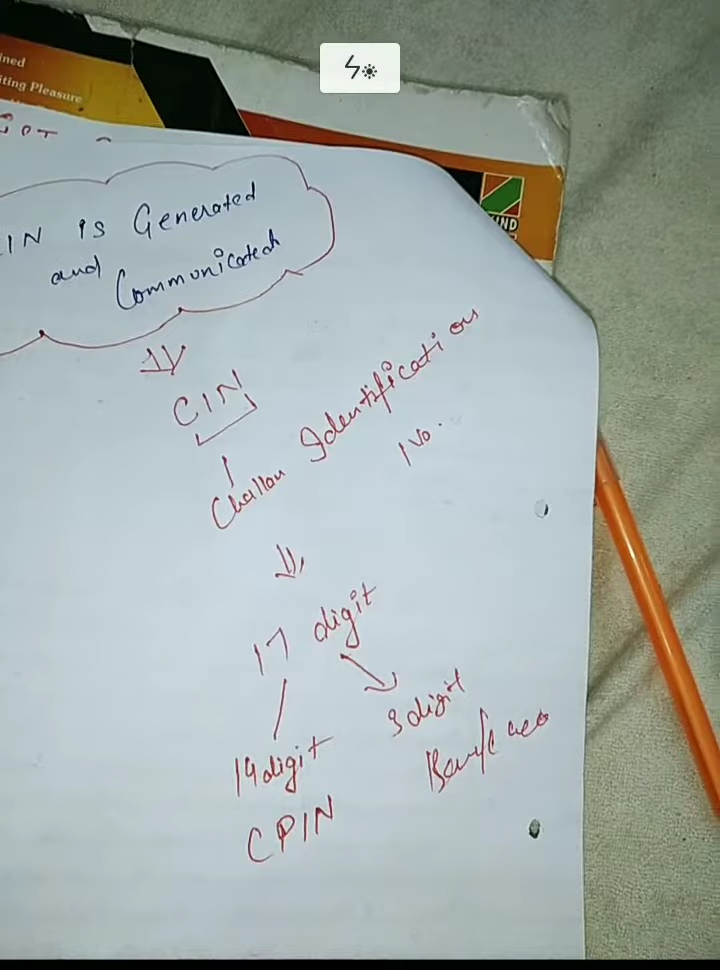 ined
iting Pleasure
IND
IN is Generated
and Communicated
CIN
Challan Identification
No.
17 digit
14 digit
3 digit
CPIN